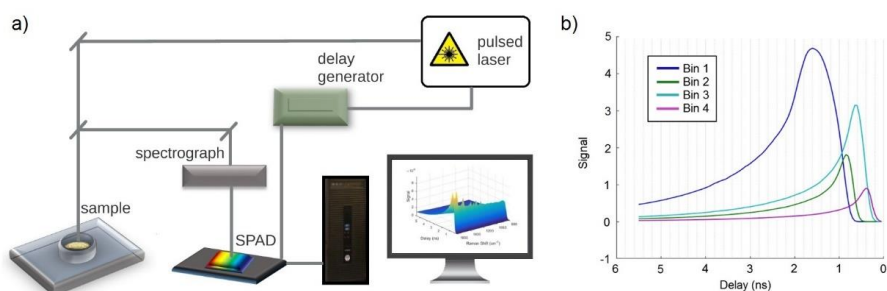 a)
pulsed
laser
delay
generator
spectrograph
sample
SPAD
Signal
Delay (ns)
Raman Shift (cm⁻¹)
b)
5
4
3
2
1
0
-1
Signal
Bin 1
Bin 2
Bin 3
Bin 4
6 5 4 3 2 1 0
Delay (ns)